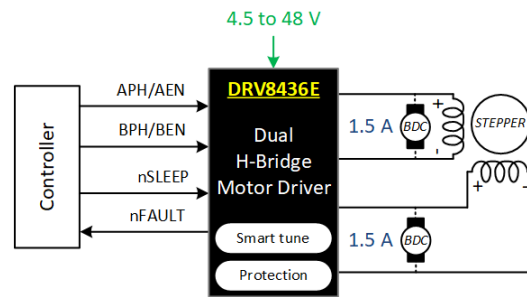 4.5 to 48 V
Controller
APH/AEN
BPH/BEN
nSLEEP
nFAULT
DRV8436E
Dual
H-Bridge
Motor Driver
Smart tune
Protection
1.5 A
BDC
+
-
STEPPER
+
-
1.5 A
BDC